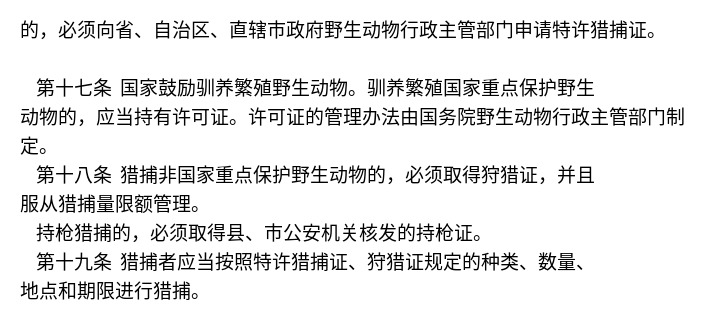 的，必须向省、自治区、直辖市政府野生动物行政主管部门申请特许猎捕证。
第十七条 国家鼓励驯养繁殖野生动物。驯养繁殖国家重点保护野生
动物的，应当持有许可证。许可证的管理办法由国务院野生动物行政主管部门制
定。
第十八条 猎捕非国家重点保护野生动物的，必须取得狩猎证，并且
服从猎捕量限额管理。
持枪猎捕的，必须取得县、市公安机关核发的持枪证。
第十九条 猎捕者应当按照特许猎捕证、狩猎证规定的种类、数量、
地点和期限进行猎捕。